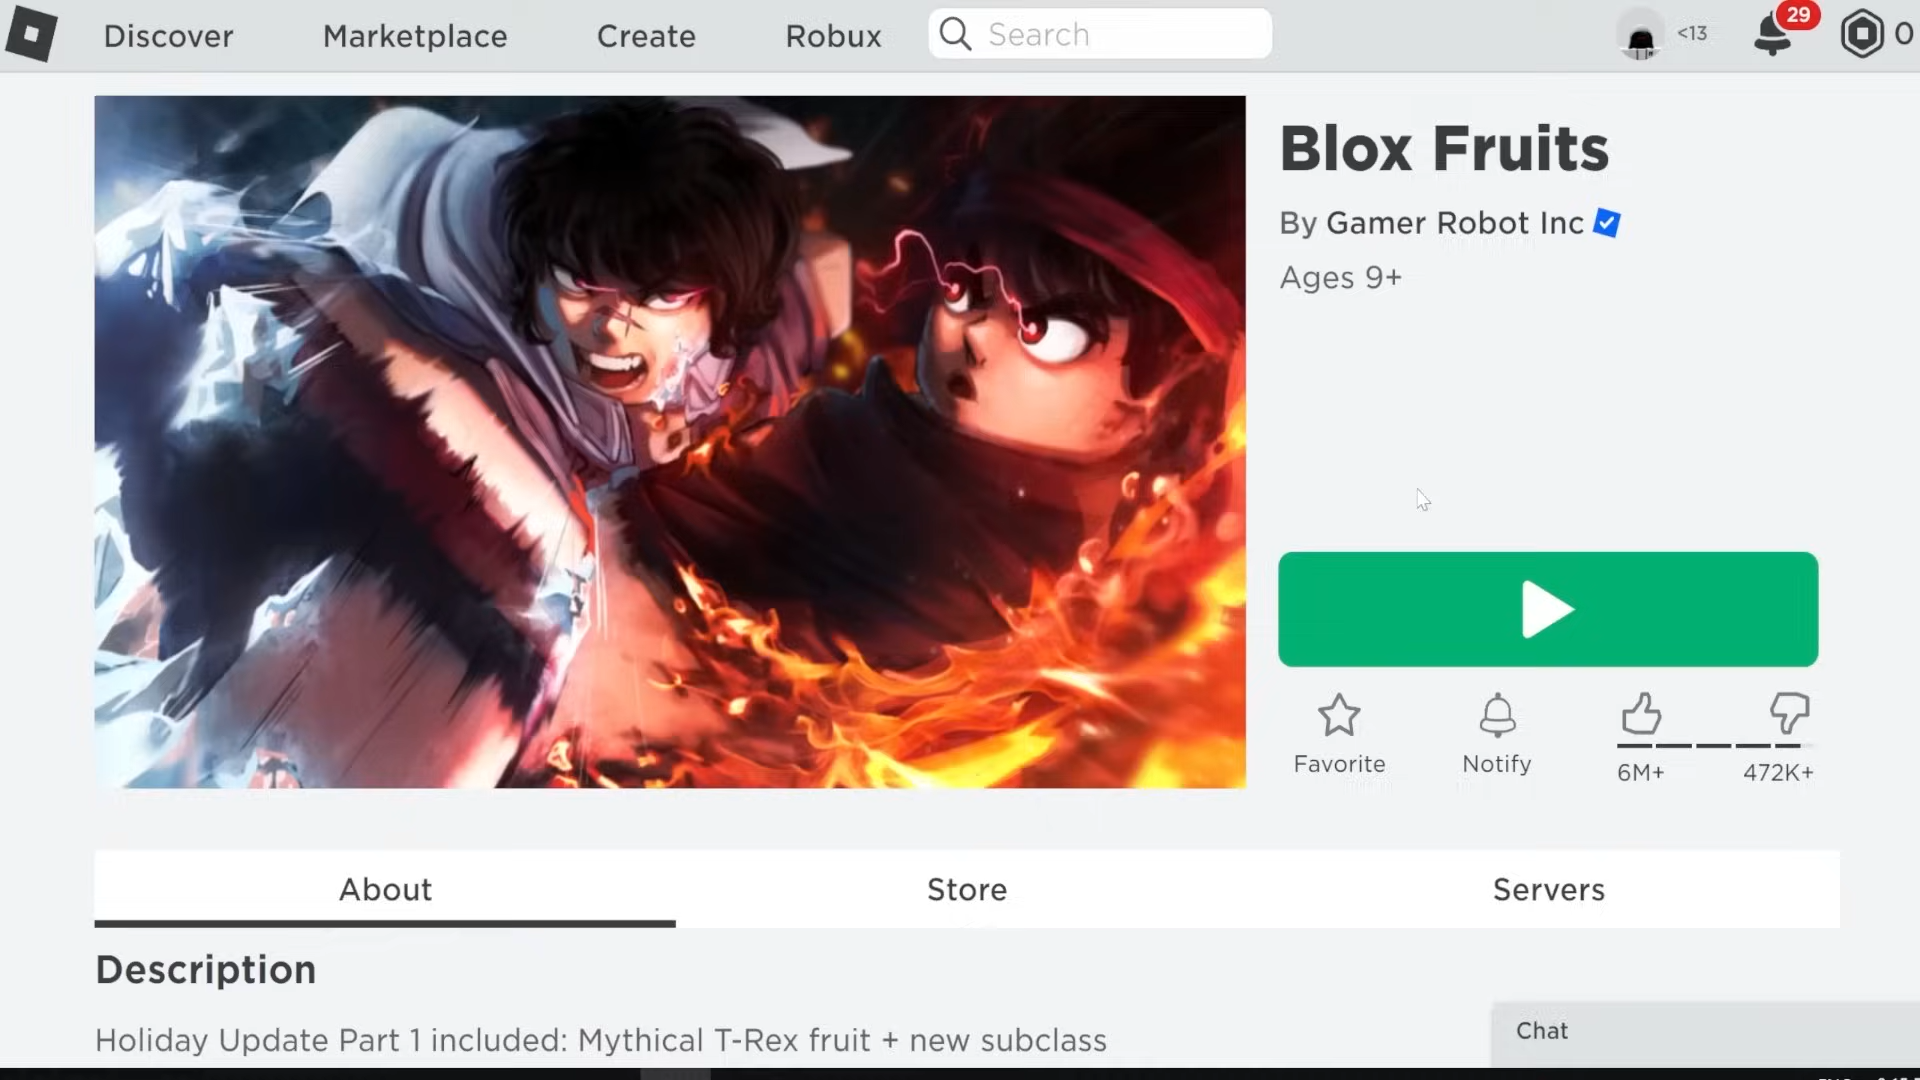 Discover Marketplace Create Robux Search <13 29 0
Blox Fruits
By Gamer Robot Inc
Ages 9+
Favorite Notify 6M+ 472K+
About Store Servers
Description
Holiday Update Part 1 included: Mythical T-Rex fruit + new subclass
Chat